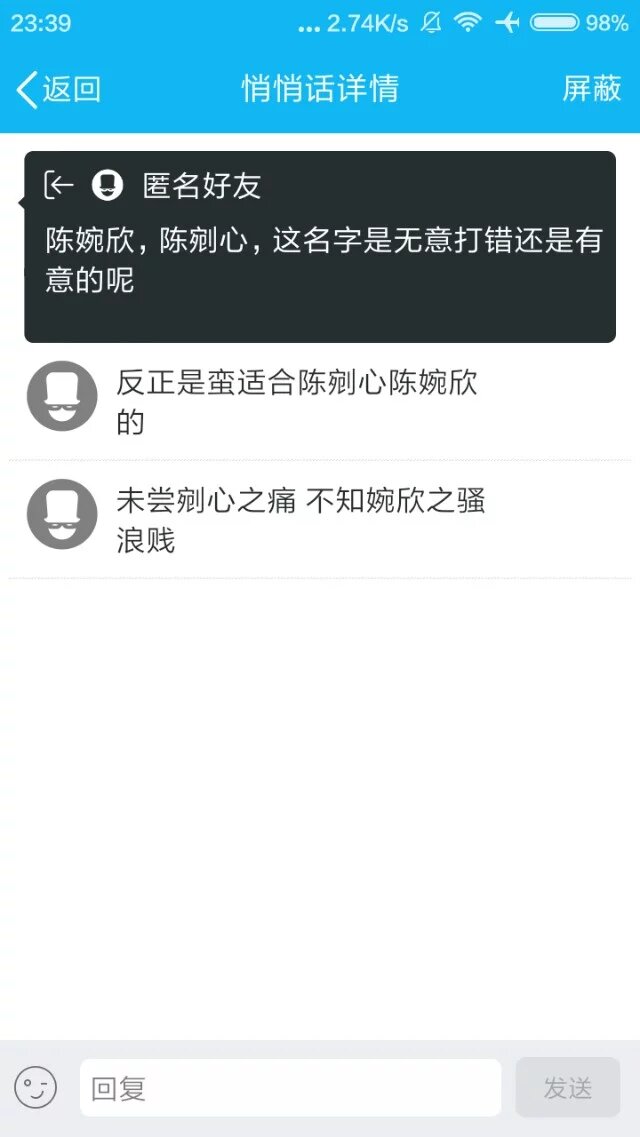 23:39
... 2.74K/s 98%
返回
悄悄话详情
屏蔽
匿名好友
陈婉欣，陈剜心，这名字是无意打错还是有
意的呢
反正是蛮适合陈剜心陈婉欣
的
未尝剜心之痛 不知婉欣之骚
浪贱
回复
发送